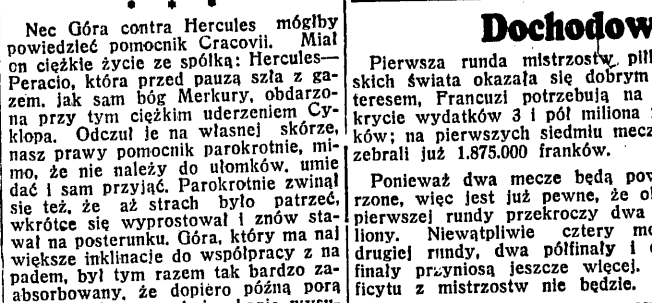 Nec Góra contra Hercules mógłby
powiedzieć pomocnik Cracovii. Miał
on ciężkie życie ze spółką: Hercules—
Peracio, która przed pauzą szła z ga-
zem, jak sam bóg Merkury, obdarzo-
na przy tym ciężkim uderzeniem Cy-
klopa. Odczuł je na własnej skórze,
nasz prawy pomocnik parokrotnie, mi-
mo, że nie należy do ułomków, umie
dać i sam przyjąć. Parokrotnie zwinął
się też, że aż strach było patrzeć,
wkrótce się wyprostował i znów sta-
wał na posterunku. Góra, który ma naj
większe inklinacje do współpracy z na
padem, był tym razem tak bardzo za-
absorbowany, że dopiero późną porą
Dochodow
Pierwsza runda mistrzostw pił
skich świata okazała się dobrym
teresem, Francuzi potrzebują na
krycie wydatków 3 i pół miliona
ków; na pierwszych siedmiu mecz
zebrali już 1.875.000 franków.
Ponieważ dwa mecze będą pow
rzone, więc jest już pewne, że o
pierwszej rundy przekroczy dwa
liony. Niewątpliwie cztery me
drugiej rundy, dwa półfinały i
finały przyniosą jeszcze więcej.
ficytu z mistrzostw nie będzie.